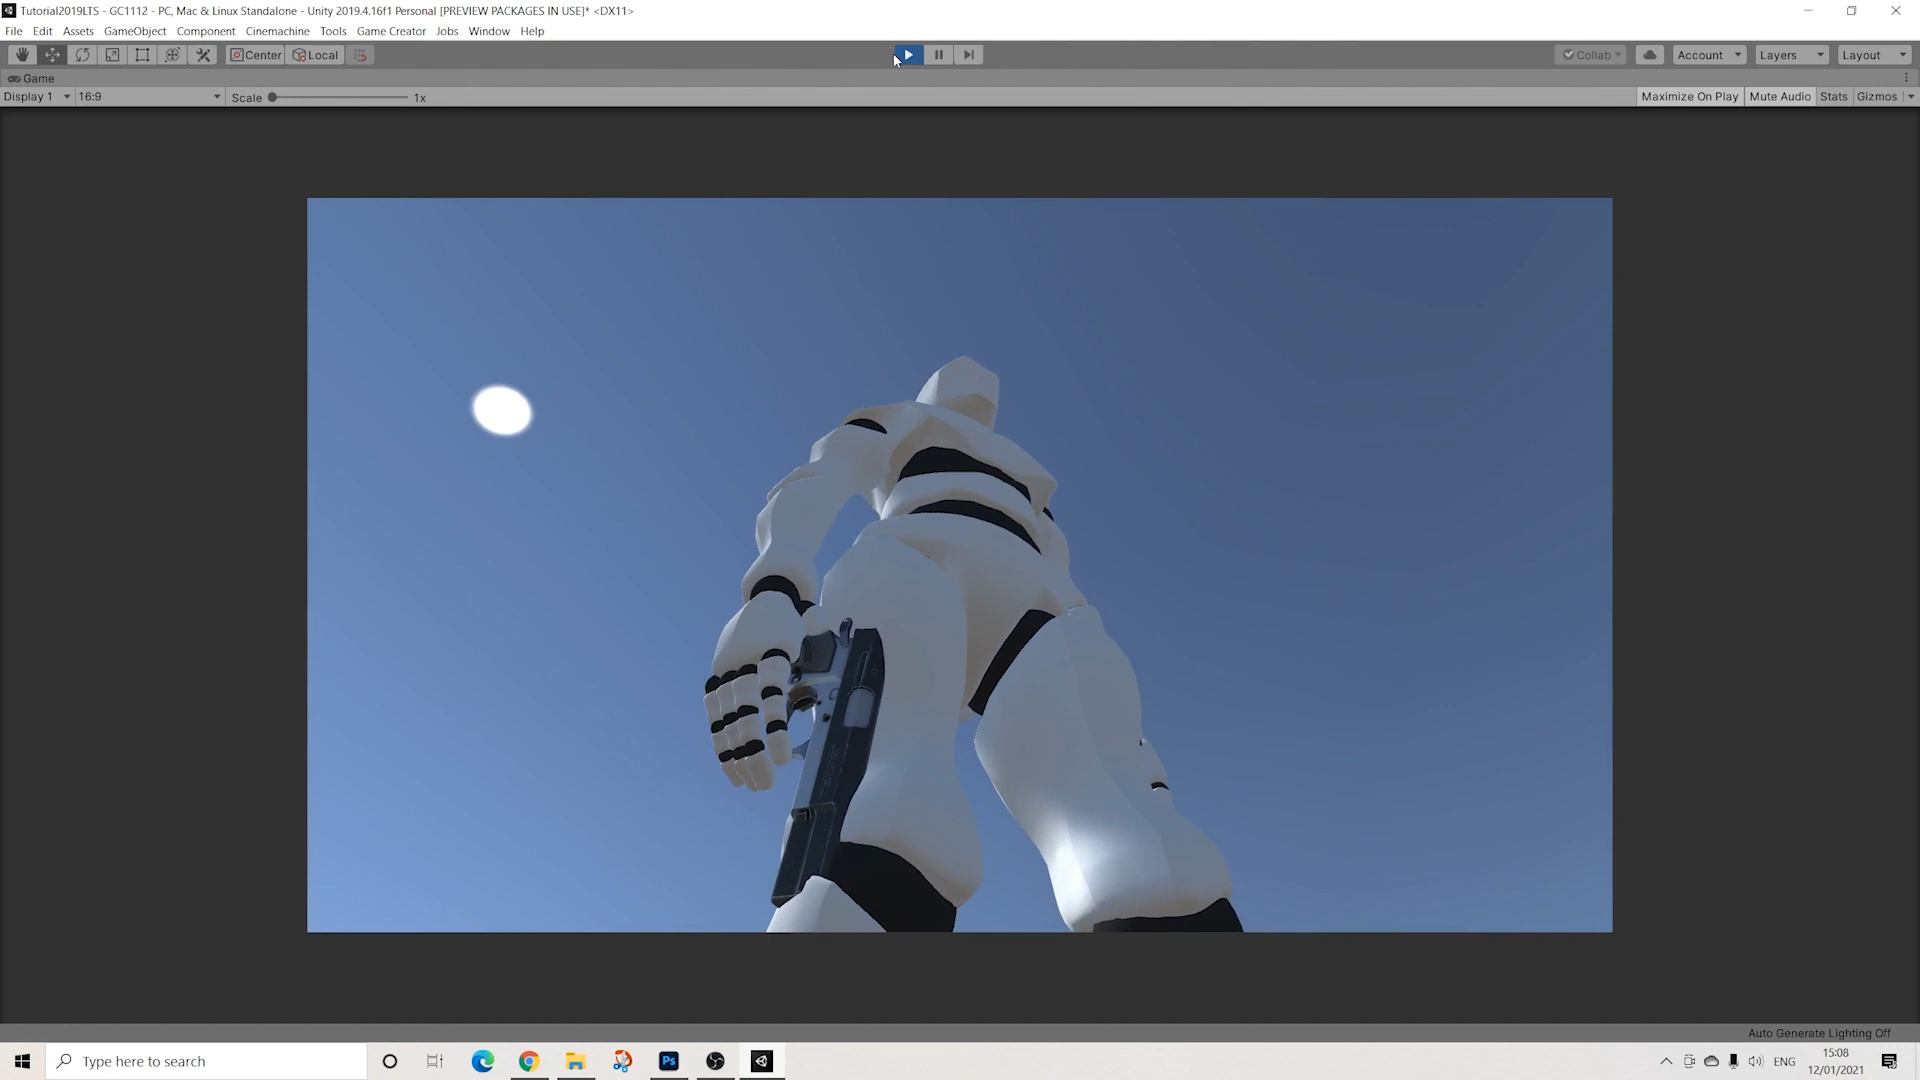 Tutorial2019LTS - GC1112 - PC, Mac & Linux Standalone - Unity 2019.4.16f1 Personal [PREVIEW PACKAGES IN USE]* <DX11>
File Edit Assets GameObject Component Cinemachine Tools Game Creator Jobs Window Help
Center Local Collab Account Layers Layout
Game
Display 1 16:9 Scale 1x Maximize On Play Mute Audio Stats Gizmos
Auto Generate Lighting Off
Type here to search Ps ENG 15:08
12/01/2021